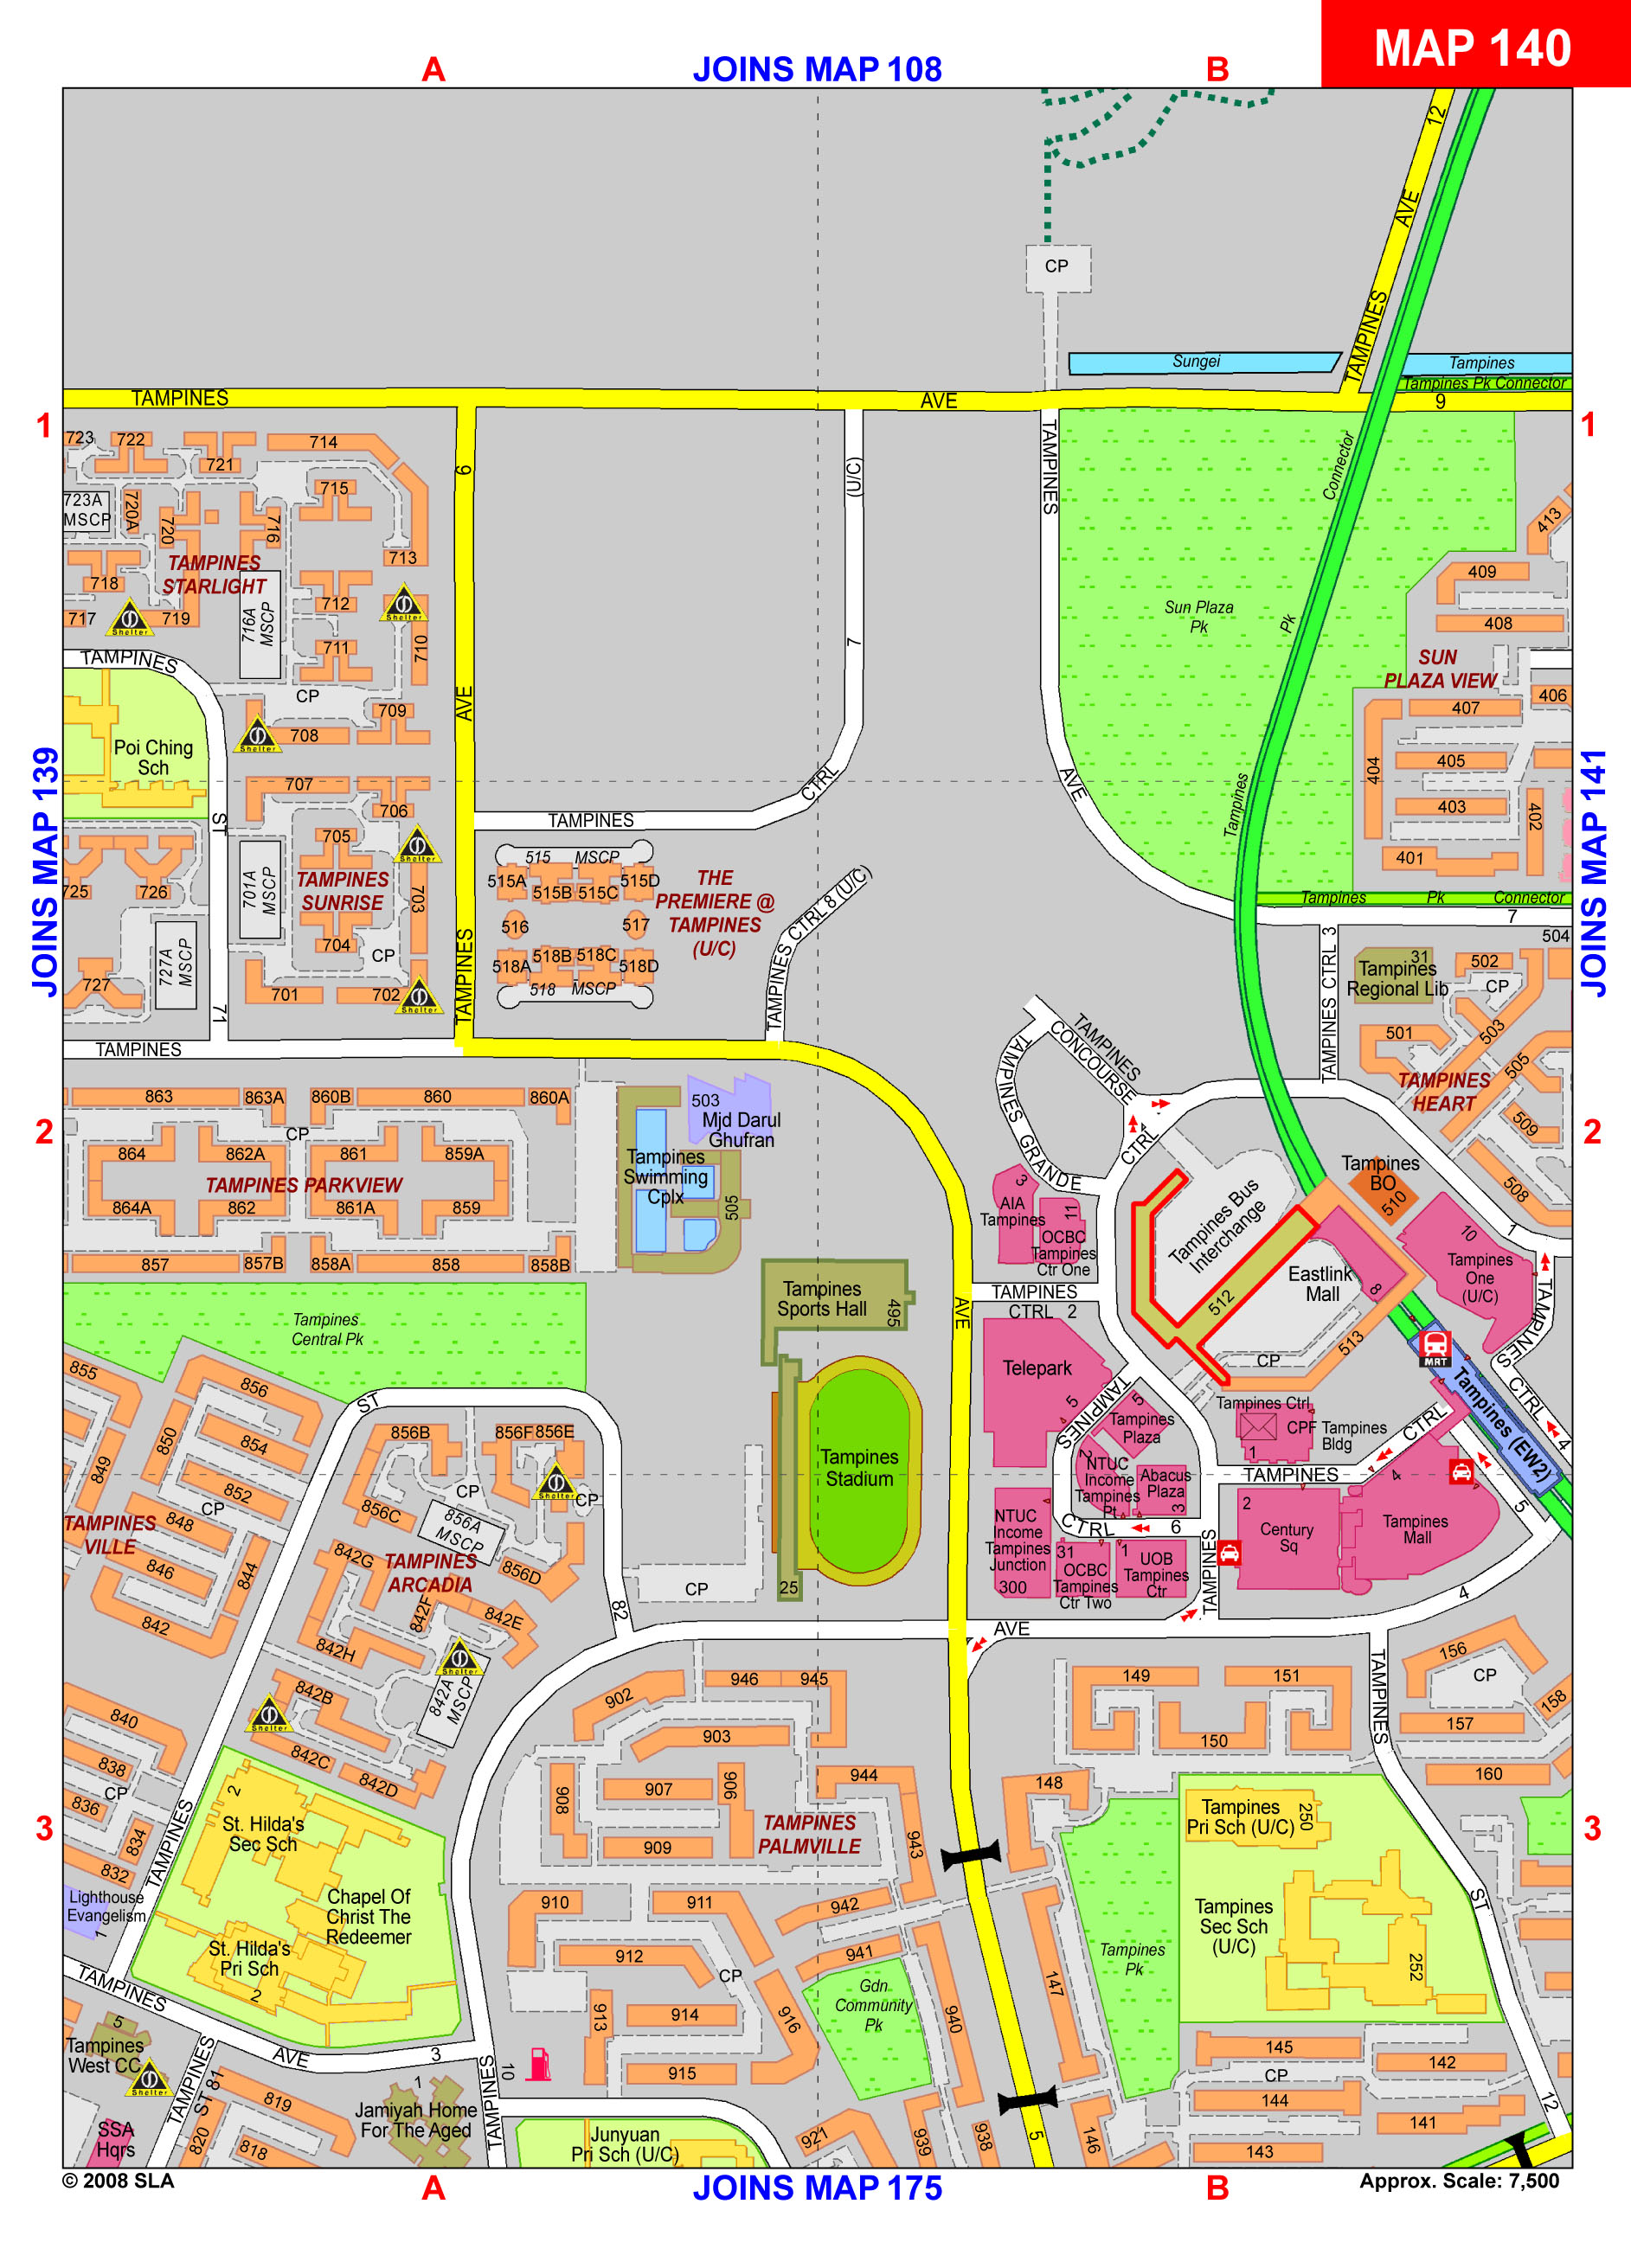 MAP 140
A
JOINS MAP 108
B
12
AVE
TAMPINES
CP
Sungei
Tampines
Tampines Pk Connector
TAMPINES
AVE
9
1
1
723
722
721
714
6
(U/C)
TAMPINES
Connector
723A
MSCP
720A
720
716
715
713
413
TAMPINES
STARLIGHT
718
717
Shelter
719
716A
MSCP
712
Shelter
711
710
409
408
Sun Plaza
Pk
Pk
7
SUN
PLAZA VIEW
TAMPINES
CP
AVE
709
708
Shelter
407
406
Poi Ching
Sch
404
405
403
402
401
JOINS MAP 139
JOINS MAP 141
707
706
ST
CTRL
AVE
Tampines
TAMPINES
705
Shelter
701A
MSCP
TAMPINES
SUNRISE
703
704
CP
725
726
727A
MSCP
727
701
702
Shelter
71
TAMPINES
515 MSCP
515A
515B
515C
515D
516
517
518A
518B
518C
518D
518 MSCP
THE
PREMIERE @
TAMPINES
(U/C)
TAMPINES CTRL 8 (U/C)
Tampines Pk Connector
7
TAMPINES CTRL 3
31
Tampines
Regional Lib
504
502
CP
501
503
505
TAMPINES
HEART
509
508
TAMPINES
TAMPINES
CONCOURSE
TAMPINES GRANDE
CTRL
2
2
863
863A
860B
860
860A
CP
864
862A
861
859A
TAMPINES PARKVIEW
864A
862
861A
859
857
857B
858A
858
858B
503
Mjd Darul
Ghufran
Tampines
Swimming
Cplx
505
3
AIA
Tampines
11
OCBC
Tampines
Ctr One
Tampines Bus
Interchange
512
Eastlink
Mall
8
513
CP
Tampines
BO
510
10
Tampines
One
(U/C)
1
TAMPINES
CTRL
4
Tampines
Central Pk
Tampines
Sports Hall
495
AVE
TAMPINES
CTRL 2
Telepark
5
TAMPINES
5
Tampines
Plaza
MRT
Tampines (EW2)
Tampines Ctrl
CPF Tampines
Bldg
1
855
856
850
854
849
852
CP
848
846
844
842
TAMPINES
VILLE
ST
856B
856F
856E
CP
Shelter
CP
856C
856A
MSCP
842G
TAMPINES
ARCADIA
856D
842F
842E
842H
842A
MSCP
Shelter
842B
Shelter
842C
842D
82
Tampines
Stadium
CP
25
2
NTUC
Income
Tampines
Pt
Abacus
Plaza
3
NTUC
Income
Tampines
Junction
300
CTRL
6
31
OCBC
Tampines
Ctr Two
1
UOB
Tampines
Ctr
TAMPINES
CTRL
TAMPINES
2
Century
Sq
4
Tampines
Mall
5
4
AVE
946
945
902
903
908
907
906
909
944
TAMPINES
PALMVILLE
943
149
151
150
148
TAMPINES
156
CP
157
158
160
840
838
CP
836
834
832
TAMPINES
3
3
2
St. Hilda's
Sec Sch
Chapel Of
Christ The
Redeemer
St. Hilda's
Pri Sch
2
Lighthouse
Evangelism
1
910
911
912
942
941
CP
913
914
915
916
Gdn
Community
Pk
940
147
Tampines
Pk
Tampines
Pri Sch (U/C)
250
Tampines
Sec Sch
(U/C)
252
ST
TAMPINES
AVE
3
5
Tampines
West CC
Shelter
TAMPINES
ST 81
819
820
818
SSA
Hqrs
1
Jamiyah Home
For The Aged
TAMPINES
10
Junyuan
Pri Sch (U/C)
921
939
938
5
146
145
CP
144
143
142
141
12
© 2008 SLA
A
JOINS MAP 175
B
Approx. Scale: 7,500